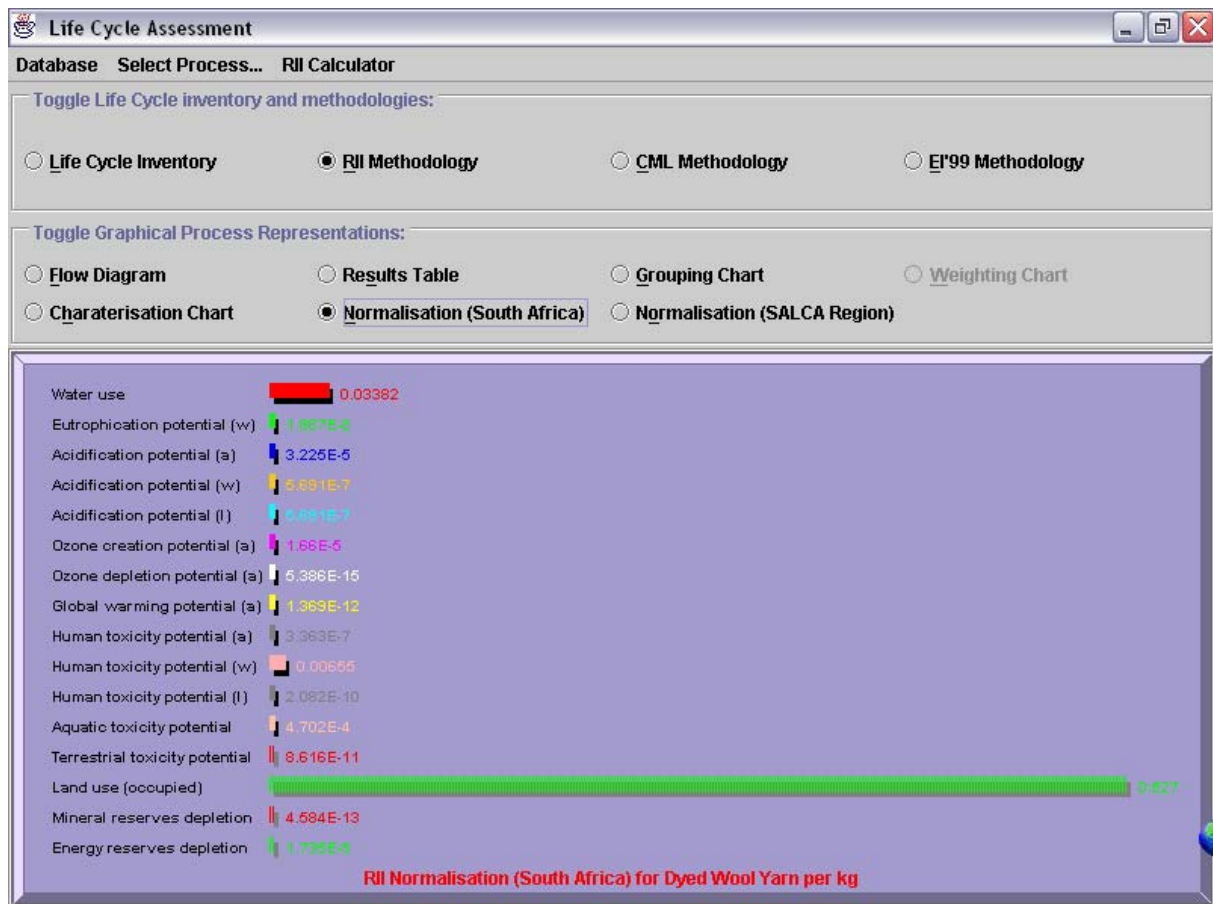 Life Cycle Assessment
Database Select Process... RII Calculator
Toggle Life Cycle inventory and methodologies:
Life Cycle Inventory RII Methodology CML Methodology EI'99 Methodology
Toggle Graphical Process Representations:
Flow Diagram Results Table Grouping Chart Weighting Chart
Charaterisation Chart Normalisation (South Africa) Normalisation (SALCA Region)
Water use 0.03382
Eutrophication potential (w)
Acidification potential (a) 3.225E-5
Acidification potential (w) 5.691E-7
Acidification potential (l)
Ozone creation potential (a) 1.66E-5
Ozone depletion potential (a) 5.386E-15
Global warming potential (a) 1.369E-12
Human toxicity potential (a) 3.363E-7
Human toxicity potential (w) 0.00655
Human toxicity potential (l) 2.082E-10
Aquatic toxicity potential 4.702E-4
Terrestrial toxicity potential 8.616E-11
Land use (occupied) 0.527
Mineral reserves depletion 4.584E-13
Energy reserves depletion
RII Normalisation (South Africa) for Dyed Wool Yarn per kg